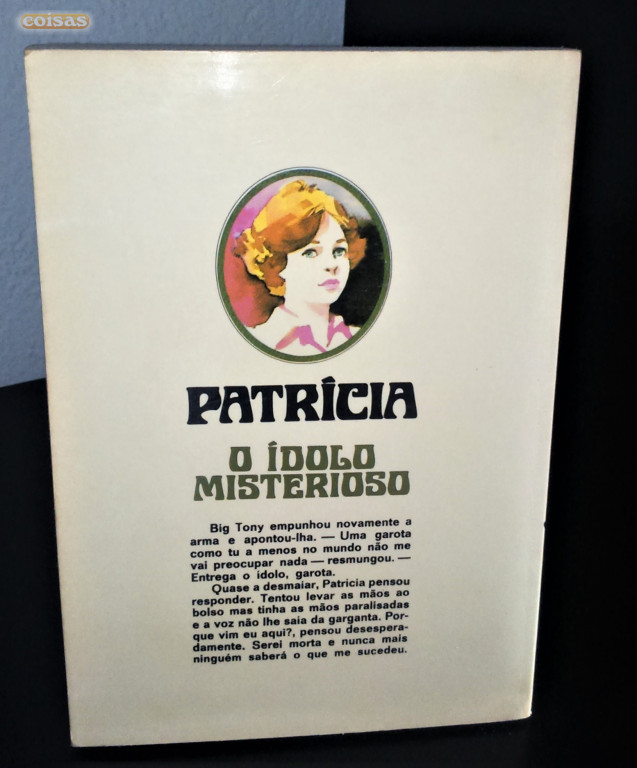 coisas
PATRÍCIA
O ÍDOLO
MISTERIOSO
Big Tony empunhou novamente a
arma e apontou-lha. — Uma garota
como tu a menos no mundo não me
vai preocupar nada — resmungou. —
Entrega o ídolo, garota.
Quase a desmaiar, Patrícia pensou
responder. Tentou levar as mãos ao
bolso mas tinha as mãos paralisadas
e a voz não lhe saía da garganta. Por-
que vim eu aqui?, pensou desespera-
damente. Serei morta e nunca mais
ninguém saberá o que me sucedeu.